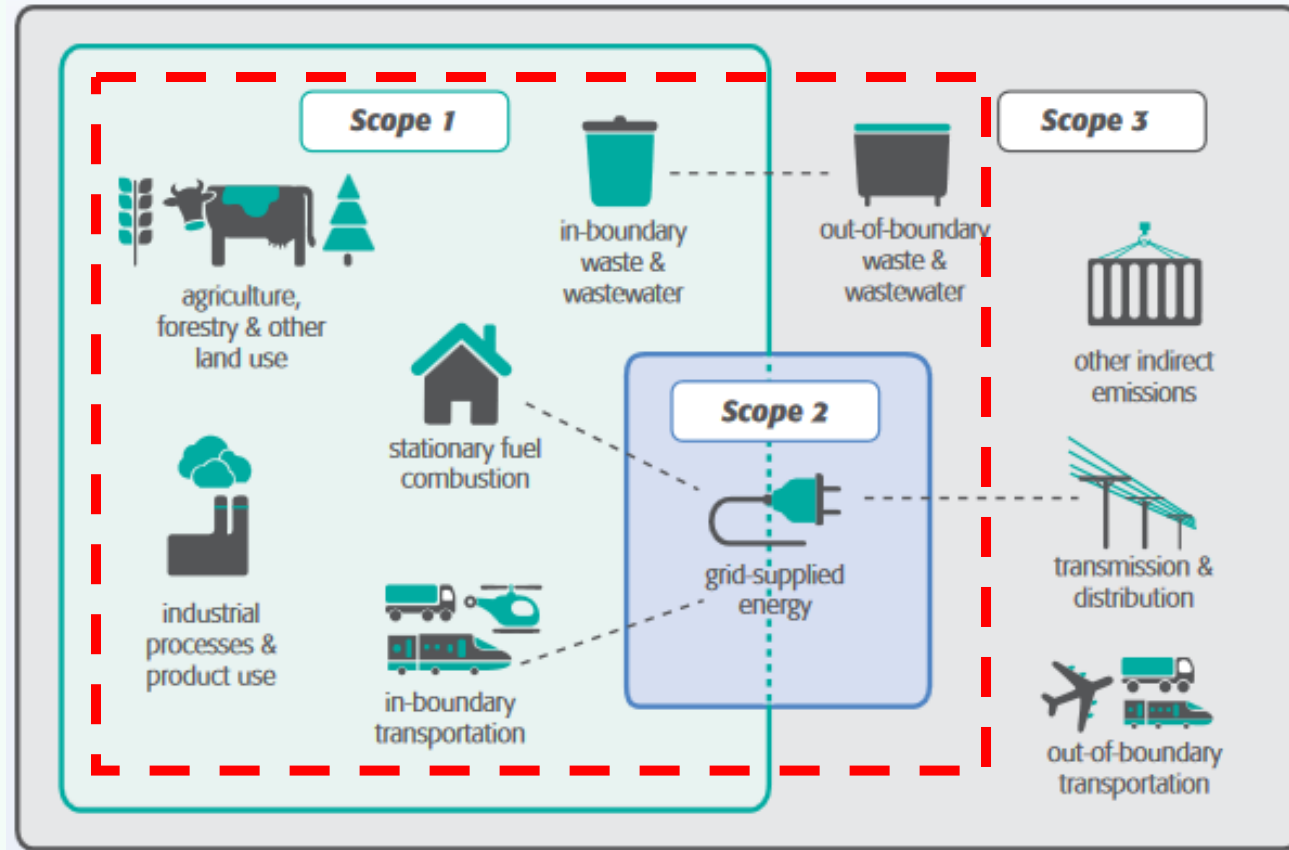 Scope 1
Scope 3
agriculture,
forestry & other
land use
in-boundary
waste &
wastewater
out-of-boundary
waste &
wastewater
other indirect
emissions
stationary fuel
combustion
Scope 2
grid-supplied
energy
transmission &
distribution
industrial
processes &
product use
in-boundary
transportation
out-of-boundary
transportation